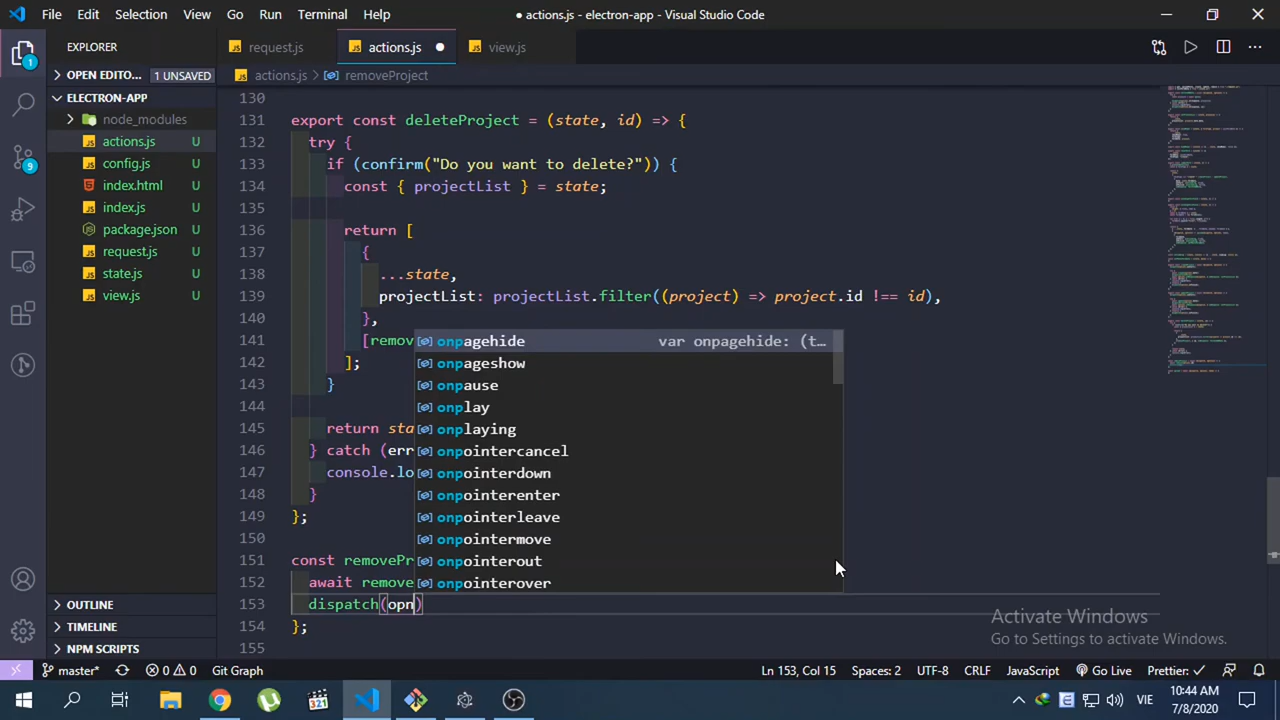 File Edit Selection View Go Run Terminal Help
● actions.js - electron-app - Visual Studio Code
EXPLORER
OPEN EDITO... 1 UNSAVED
ELECTRON-APP
node_modules
actions.js U
config.js U
index.html U
index.js U
package.json U
request.js U
state.js U
view.js U
OUTLINE
TIMELINE
NPM SCRIPTS
1
9
request.js
actions.js ●
view.js
actions.js > removeProject
130
131 export const deleteProject = (state, id) => {
132 try {
133 if (confirm("Do you want to delete?")) {
134 const { projectList } = state;
135
136 return [
137 {
138 ...state,
139 projectList: projectList.filter((project) => project.id !== id),
140 },
141 [remov
142 ];
143 }
144
145 return sta
146 } catch (err
147 console.lo
148 }
149 };
150
151 const removePr
152 await remove
153 dispatch(opn)
154 };
155
onpagehide var onpagehide: (t...
onpageshow
onpause
onplay
onplaying
onpointercancel
onpointerdown
onpointerenter
onpointerleave
onpointermove
onpointerout
onpointerover
Activate Windows
Go to Settings to activate Windows.
master* 0 0 Git Graph
Ln 153, Col 15 Spaces: 2 UTF-8 CRLF JavaScript Go Live Prettier: ✓
VIE
10:44 AM
7/8/2020